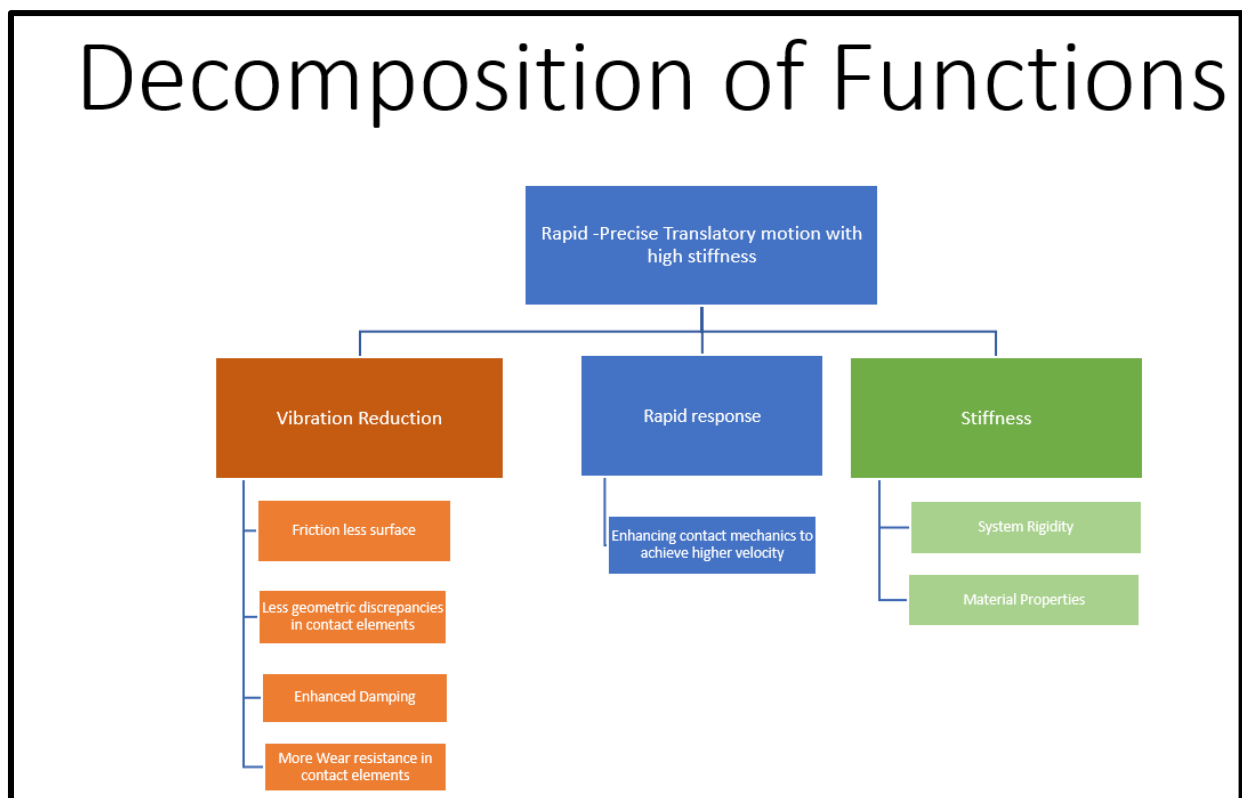 Decomposition of Functions
Rapid -Precise Translatory motion with
high stiffness
Vibration Reduction
Rapid response
Stiffness
Friction less surface
Less geometric discrepancies
in contact elements
Enhanced Damping
More Wear resistance in
contact elements
Enhancing contact mechanics to
achieve higher velocity
System Rigidity
Material Properties